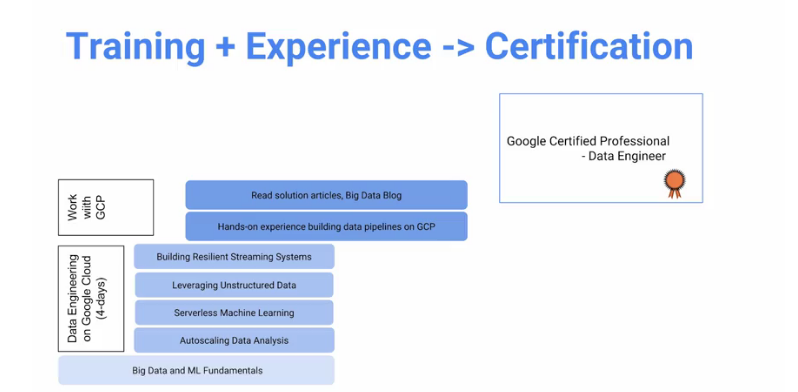 Training + Experience -> Certification
Google Certified Professional
- Data Engineer
Work
wiith
GCP
Read solution articles, Big Data Blog
Hands-on experience building data pipelines on GCP
Data Engineering
on Google Cloud
(4-days)
Building Resilient Streaming Systems
Leveraging Unstructured Data
Serverless Machine Learning
Autoscaling Data Analysis
Big Data and ML Fundamentals